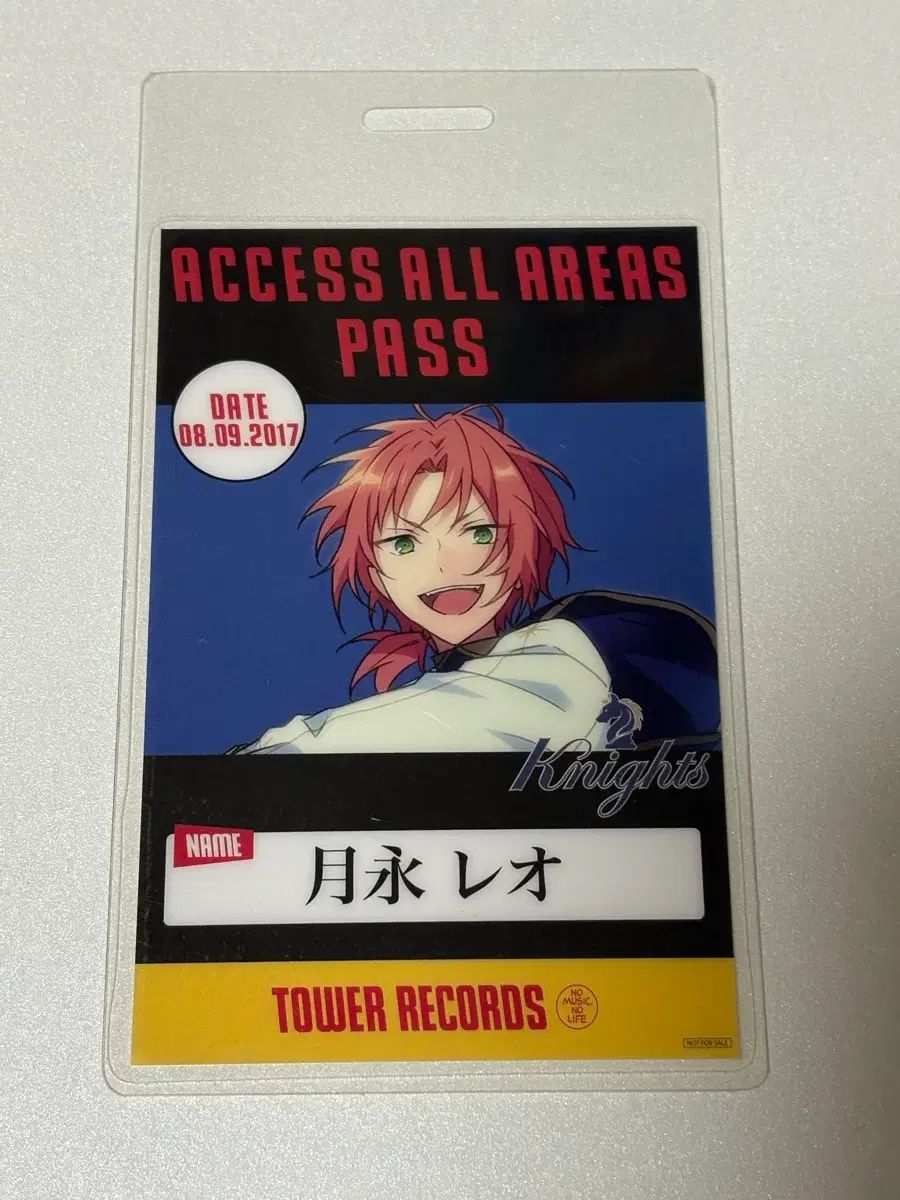 ACCESS ALL AREAS
PASS
DATE
08.09.2017
Knights
NAME
月永 レオ
TOWER RECORDS
NO
MUSIC,
NO
LIFE
NOT FOR SALE